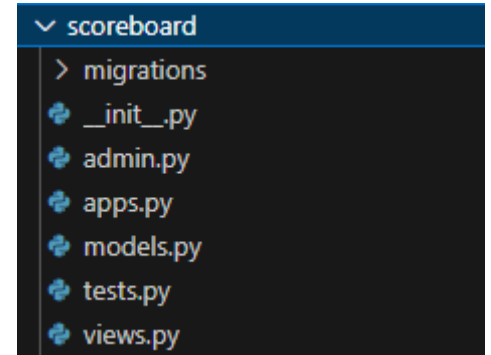 scoreboard
migrations
__init__.py
admin.py
apps.py
models.py
tests.py
views.py